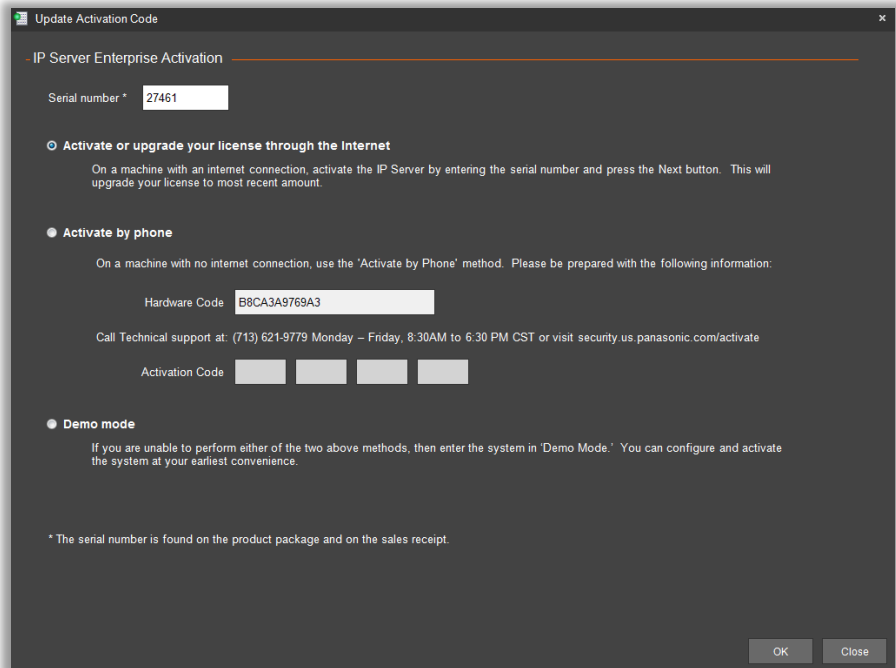 Update Activation Code
IP Server Enterprise Activation
Serial number * 27461
Activate or upgrade your license through the Internet
On a machine with an internet connection, activate the IP Server by entering the serial number and press the Next button. This will
upgrade your license to most recent amount.
Activate by phone
On a machine with no internet connection, use the 'Activate by Phone' method. Please be prepared with the following information:
Hardware Code B8CA3A9769A3
Call Technical support at: (713) 621-9779 Monday – Friday, 8:30AM to 6:30 PM CST or visit security.us.panasonic.com/activate
Activation Code
Demo mode
If you are unable to perform either of the two above methods, then enter the system in 'Demo Mode.' You can configure and activate
the system at your earliest convenience.
* The serial number is found on the product package and on the sales receipt.
OK Close